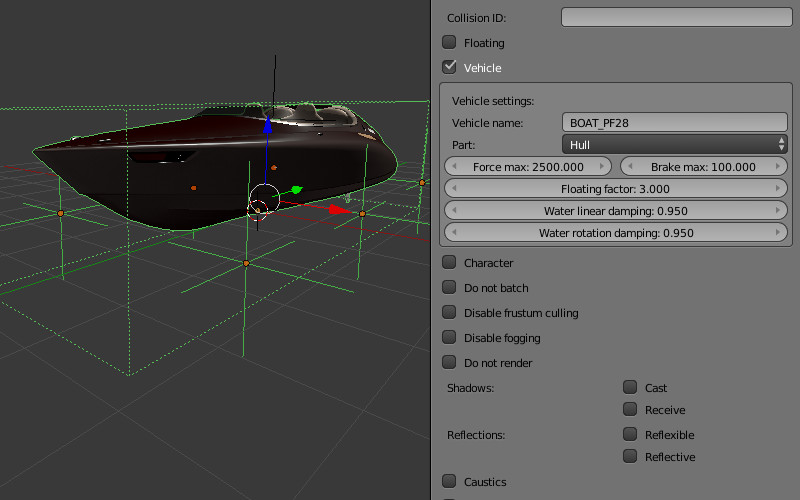 Collision ID:
Floating
Vehicle
Vehicle settings:
Vehicle name: BOAT_PF28
Part: Hull
Force max: 2500.000 Brake max: 100.000
Floating factor: 3.000
Water linear damping: 0.950
Water rotation damping: 0.950
Character
Do not batch
Disable frustum culling
Disable fogging
Do not render
Shadows: Cast
Receive
Reflections: Reflexible
Reflective
Caustics